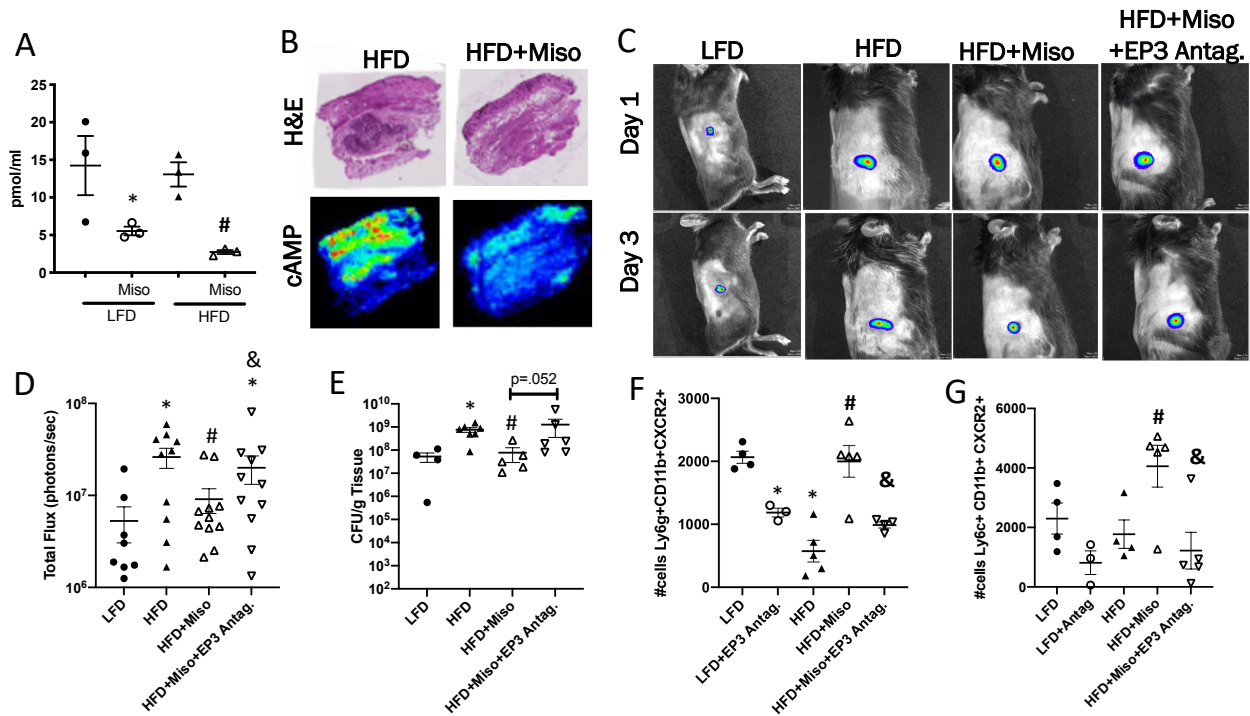 A
pmol/ml
25
20
15
10
5
0
*
#
Miso
Miso
LFD
HFD
B
HFD
HFD+Miso
H&E
cAMP
C
LFD
HFD
HFD+Miso
HFD+Miso
+EP3 Antag.
Day 1
Day 3
D
Total Flux (photons/sec)
10^8
10^7
10^6
*
#
&
*
LFD
HFD
HFD+Miso
HFD+Miso+EP3 Antag.
E
CFU/g Tissue
10^10
10^9
10^8
10^7
10^6
10^5
10^4
10^3
10^2
*
#
p=.052
LFD
HFD
HFD+Miso
HFD+Miso+EP3 Antag.
F
#cells Ly6g+CD11b+CXCR2+
3000
2000
1000
0
*
*
#
&
LFD
LFD+EP3 Antag.
HFD
HFD+Miso
HFD+Miso+EP3 Antag.
G
#cells Ly6c+ CD11b+ CXCR2+
6000
4000
2000
0
#
&
LFD
LFD+Antag
HFD
HFD+Miso
HFD+Miso+EP3 Antag.